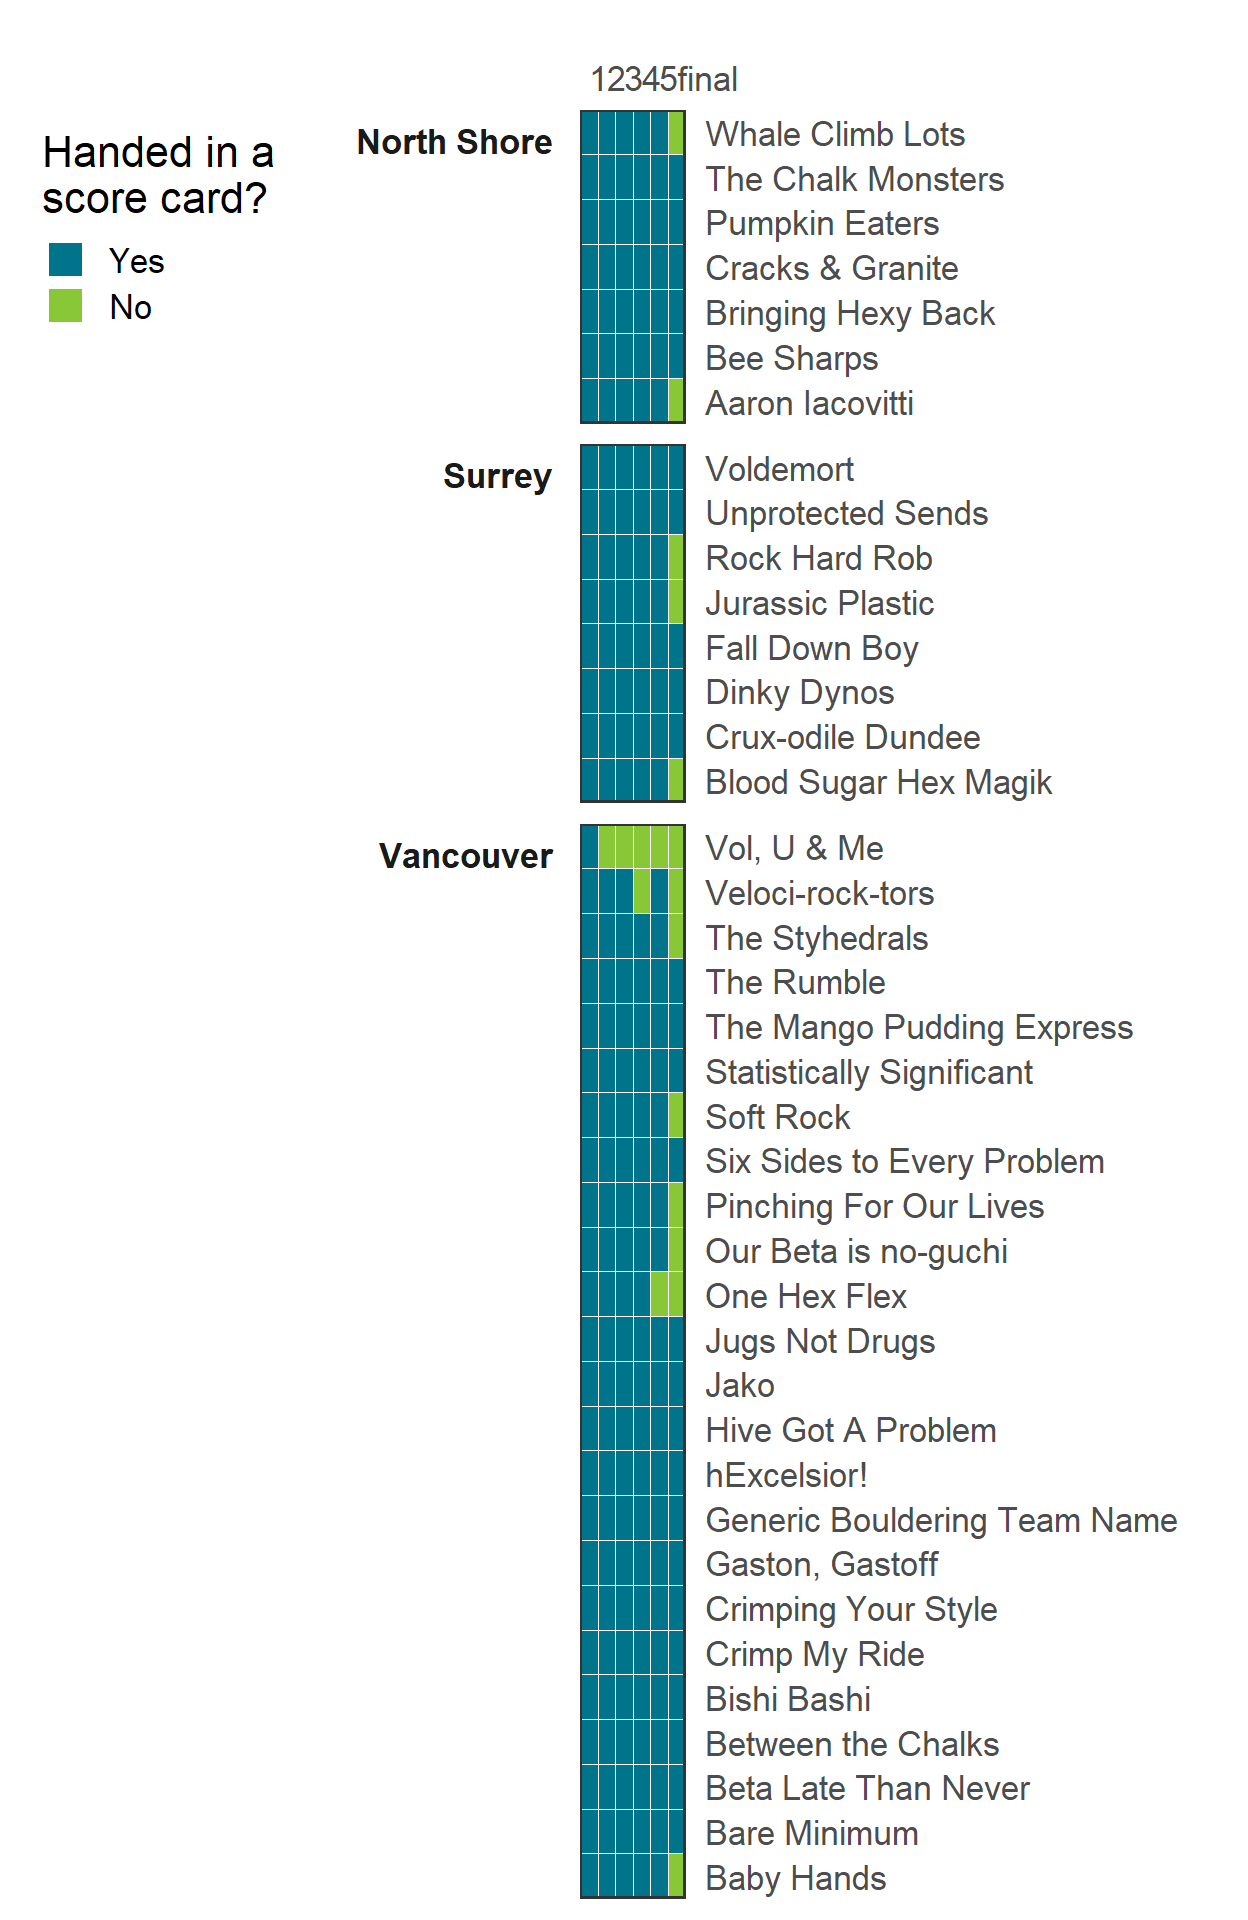 12345final
Handed in a
score card?
Yes
No
North Shore
Whale Climb Lots
The Chalk Monsters
Pumpkin Eaters
Cracks & Granite
Bringing Hexy Back
Bee Sharps
Aaron Iacovitti
Surrey
Voldemort
Unprotected Sends
Rock Hard Rob
Jurassic Plastic
Fall Down Boy
Dinky Dynos
Crux-odile Dundee
Blood Sugar Hex Magik
Vancouver
Vol, U & Me
Veloci-rock-tors
The Styhedrals
The Rumble
The Mango Pudding Express
Statistically Significant
Soft Rock
Six Sides to Every Problem
Pinching For Our Lives
Our Beta is no-guchi
One Hex Flex
Jugs Not Drugs
Jako
Hive Got A Problem
hExcelsior!
Generic Bouldering Team Name
Gaston, Gastoff
Crimping Your Style
Crimp My Ride
Bishi Bashi
Between the Chalks
Beta Late Than Never
Bare Minimum
Baby Hands